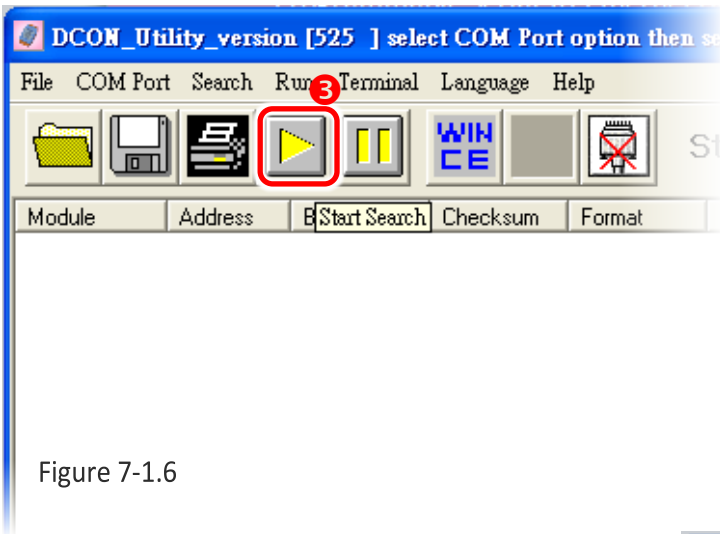 DCON_Utility_version [525 ] select COM Port option then se
File COM Port Search Run Terminal Language Help
3
WIN
CE
St
Module Address B Start Search Checksum Format
Figure 7-1.6